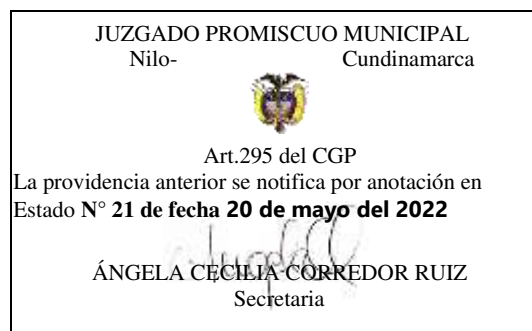 JUZGADO PROMISCUO MUNICIPAL
Nilo- Cundinamarca
Art.295 del CGP
La providencia anterior se notifica por anotación en
Estado N° 21 de fecha 20 de mayo del 2022
ÁNGELA CECILIA CORREDOR RUIZ
Secretaria